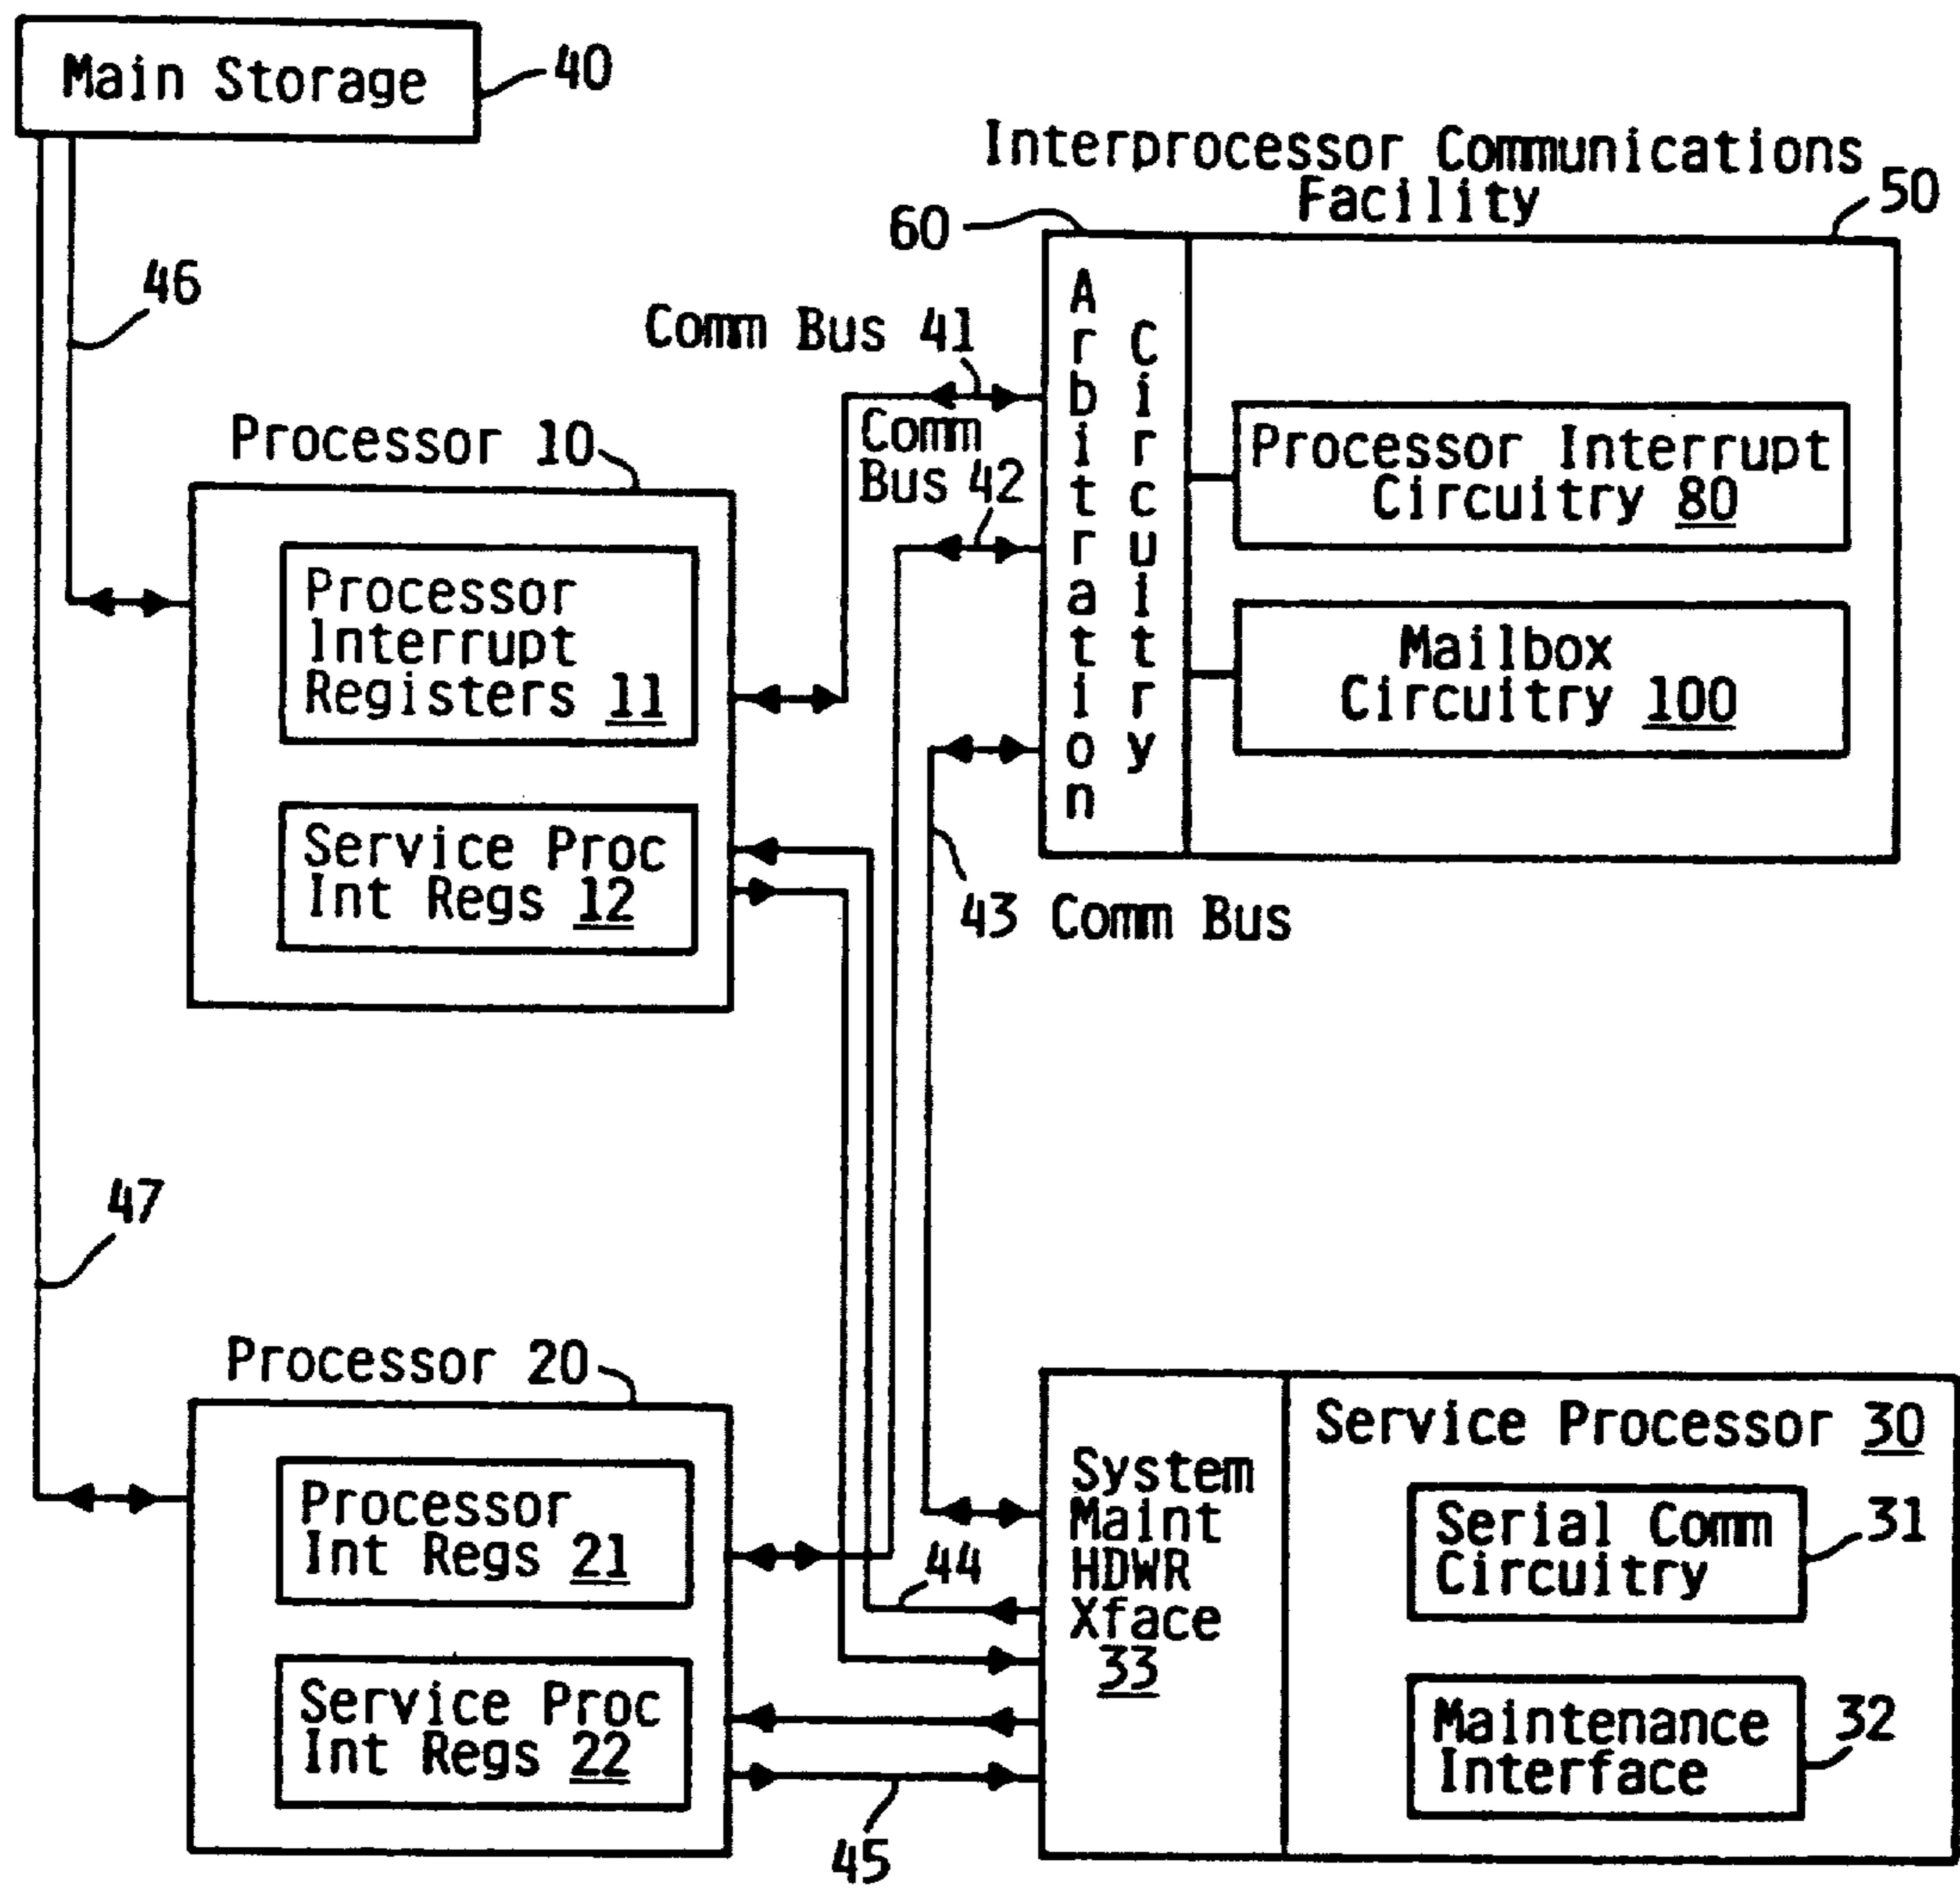 Main Storage
40
Interprocessor Communications
Facility
50
60
46
Comm Bus 41
Arbitration
Circuitry
Comm
Bus 42
Processor Interrupt
Circuitry 80
Mailbox
Circuitry 100
Processor 10
Processor
Interrupt
Registers 11
Service Proc
Int Regs 12
43 Comm Bus
47
Processor 20
Processor
Int Regs 21
Service Proc
Int Regs 22
44
45
System
Maint
HDWR
Xface
33
Service Processor 30
Serial Comm
Circuitry
31
Maintenance
Interface
32